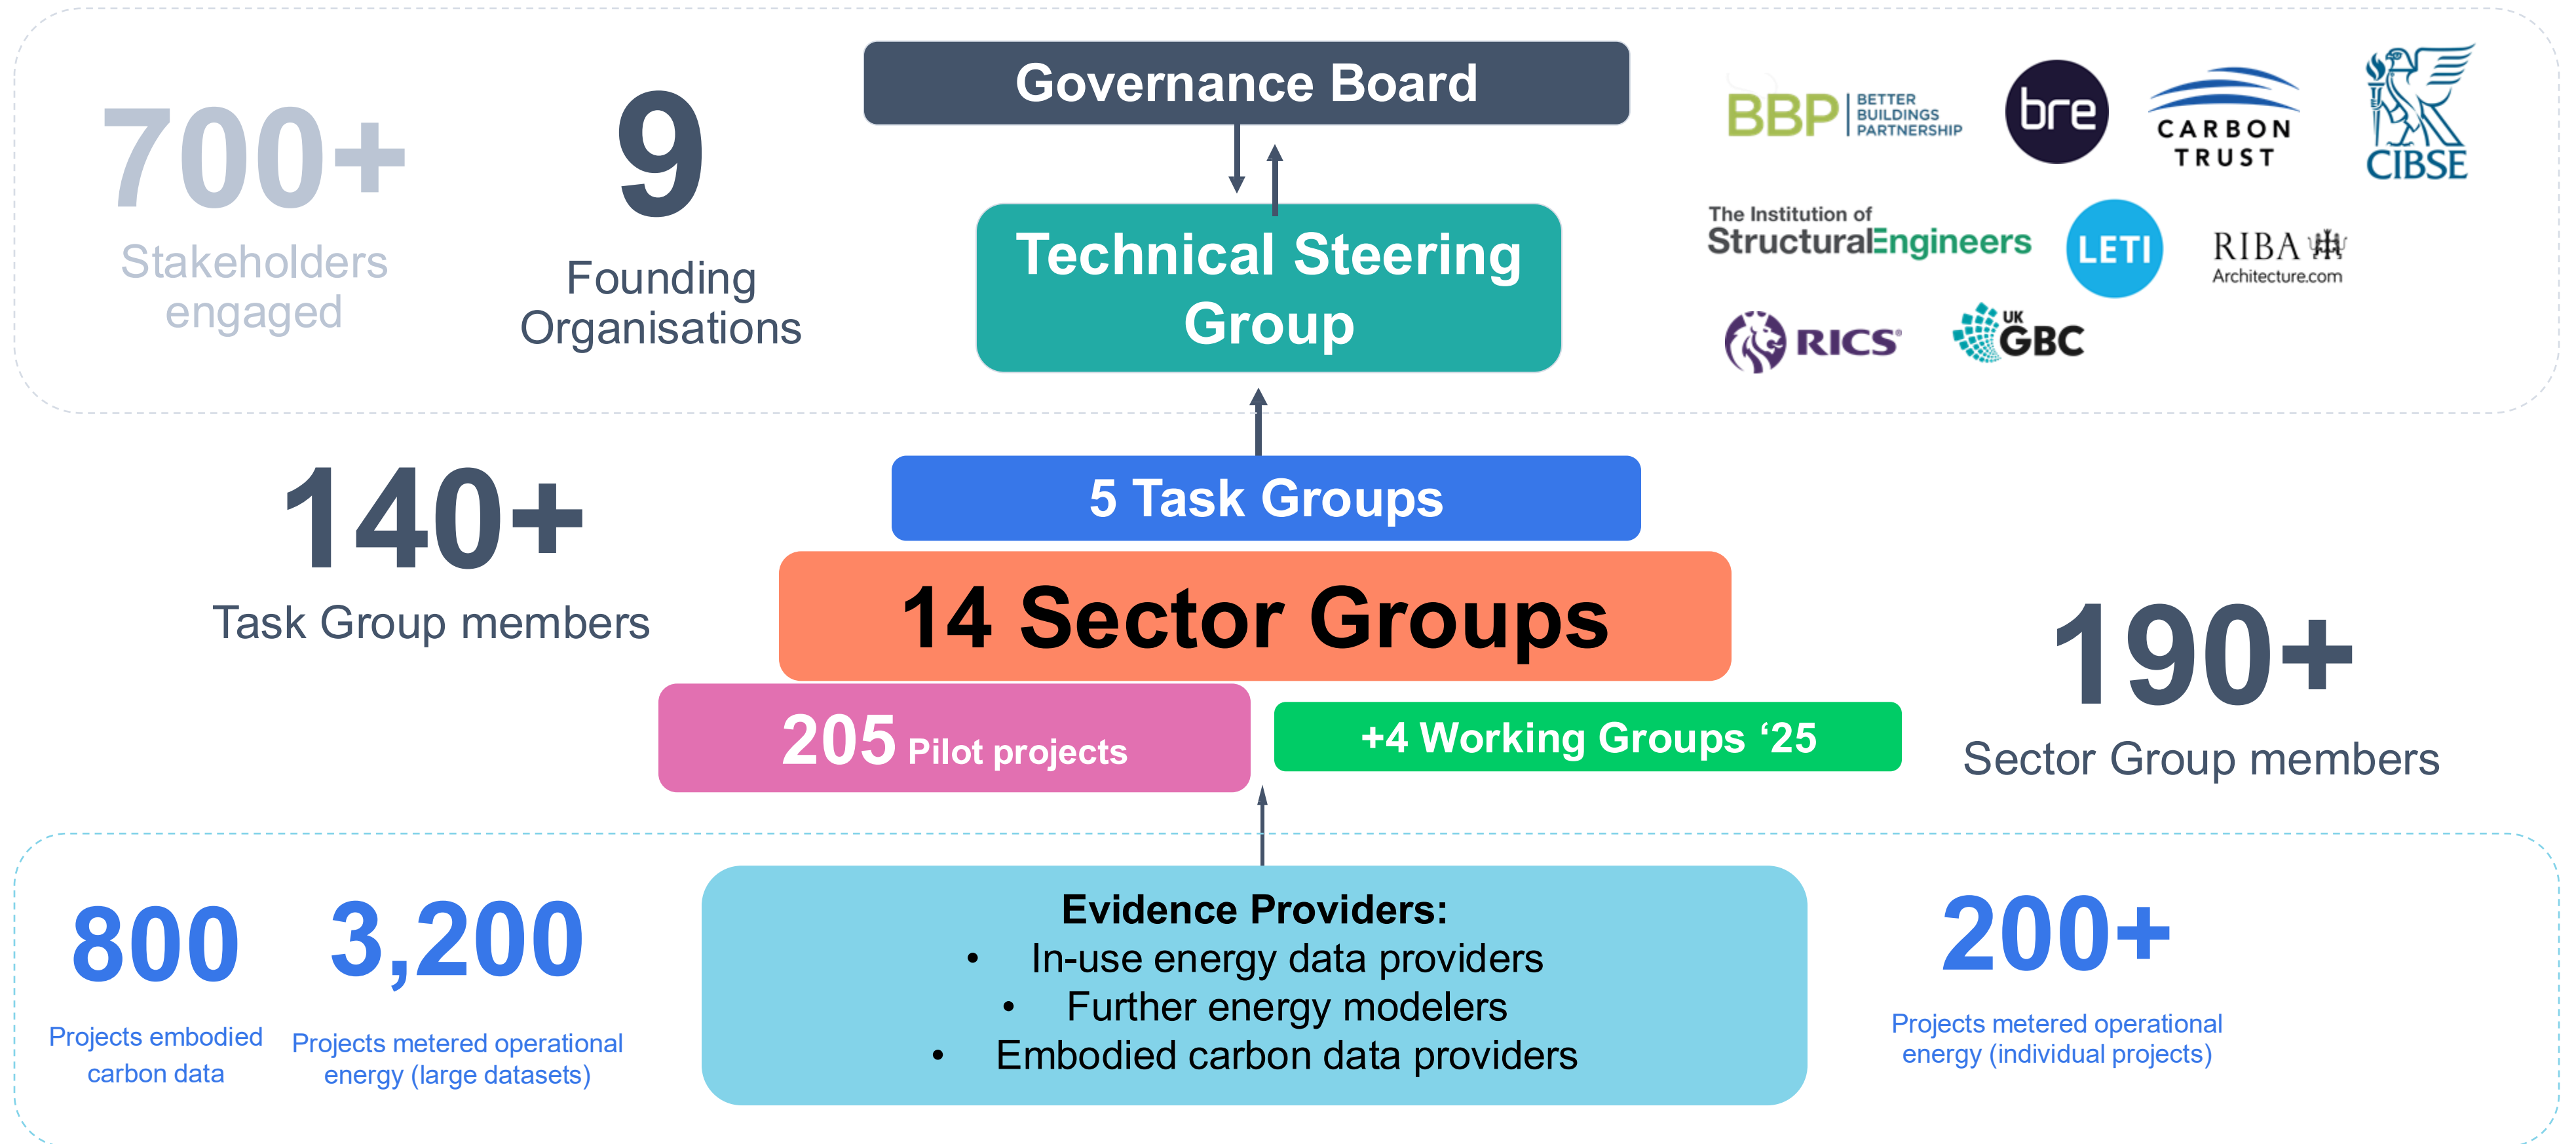 700+
Stakeholders
engaged
9
Founding
Organisations
Governance Board
Technical Steering
Group
BBP
BETTER
BUILDINGS
PARTNERSHIP
bre
CARBON
TRUST
CIBSE
The Institution of
StructuralEngineers
LETI
RIBA
Architecture.com
RICS®
UK
GBC
140+
Task Group members
5 Task Groups
14 Sector Groups
205 Pilot projects
+4 Working Groups ‘25
190+
Sector Group members
800
Projects embodied
carbon data
3,200
Projects metered operational
energy (large datasets)
Evidence Providers:
• In-use energy data providers
• Further energy modelers
• Embodied carbon data providers
200+
Projects metered operational
energy (individual projects)